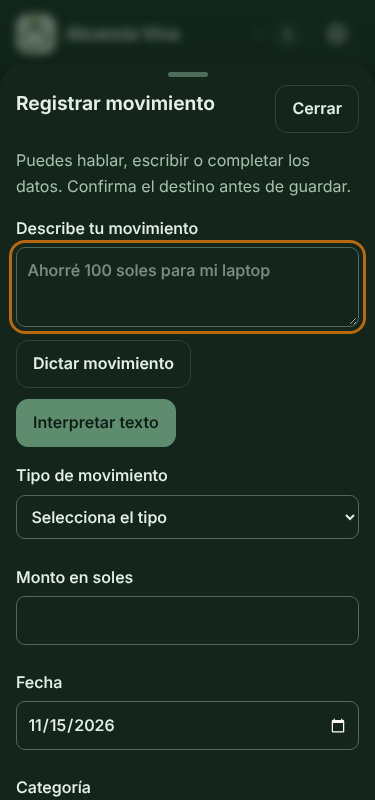 Alcancía Viva
Registrar movimiento
Cerrar
Puedes hablar, escribir o completar los
datos. Confirma el destino antes de guardar.
Describe tu movimiento
Ahorré 100 soles para mi laptop
Dictar movimiento
Interpretar texto
Tipo de movimiento
Selecciona el tipo
Monto en soles
Fecha
11/15/2026
Categoría